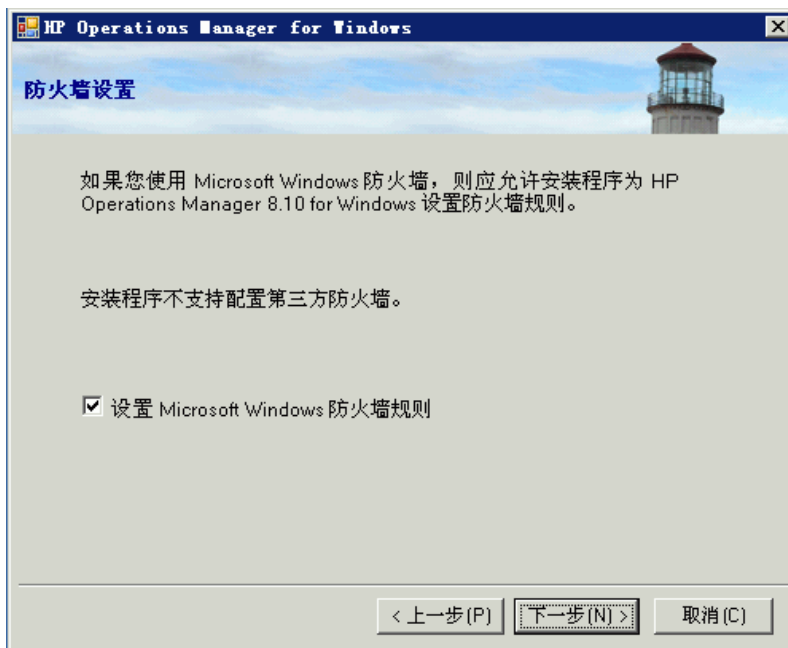 HP Operations Manager for Windows
防火墙设置
如果您使用 Microsoft Windows 防火墙，则应允许安装程序为 HP
Operations Manager 8.10 for Windows 设置防火墙规则。
安装程序不支持配置第三方防火墙。
设置 Microsoft Windows 防火墙规则
< 上一步(P)
下一步(N) >
取消(C)